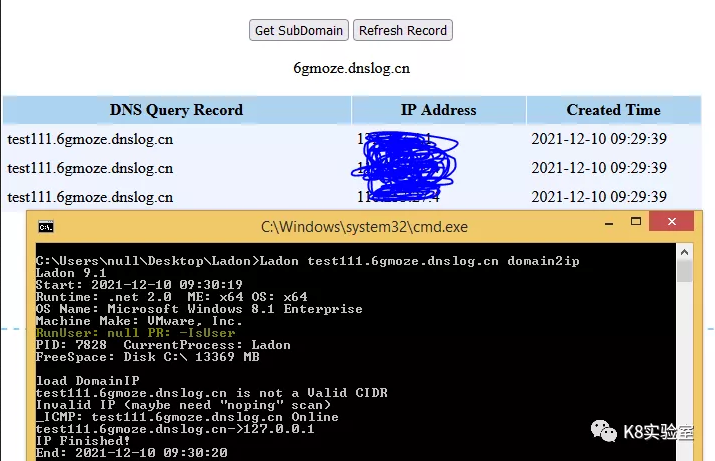 Get SubDomain Refresh Record
6gmoze.dnslog.cn
DNS Query Record IP Address Created Time
test111.6gmoze.dnslog.cn 2021-12-10 09:29:39
test111.6gmoze.dnslog.cn 2021-12-10 09:29:39
test111.6gmoze.dnslog.cn 2021-12-10 09:29:39
C:\Windows\system32\cmd.exe
C:\Users\null\Desktop\Ladon>Ladon test111.6gmoze.dnslog.cn domain2ip
Ladon 9.1
Start: 2021-12-10 09:30:19
Runtime: .net 2.0 ME: x64 OS: x64
OS Name: Microsoft Windows 8.1 Enterprise
Machine Make: VMware, Inc.
RunUser: null PR: -IsUser
PID: 7828 CurrentProcess: Ladon
FreeSpace: Disk C:\ 13369 MB
load DomainIP
test111.6gmoze.dnslog.cn is not a Valid CIDR
Invalid IP (maybe need "noping" scan)
_ICMP: test111.6gmoze.dnslog.cn Online
test111.6gmoze.dnslog.cn->127.0.0.1
IP Finished!
End: 2021-12-10 09:30:20
K8实验室